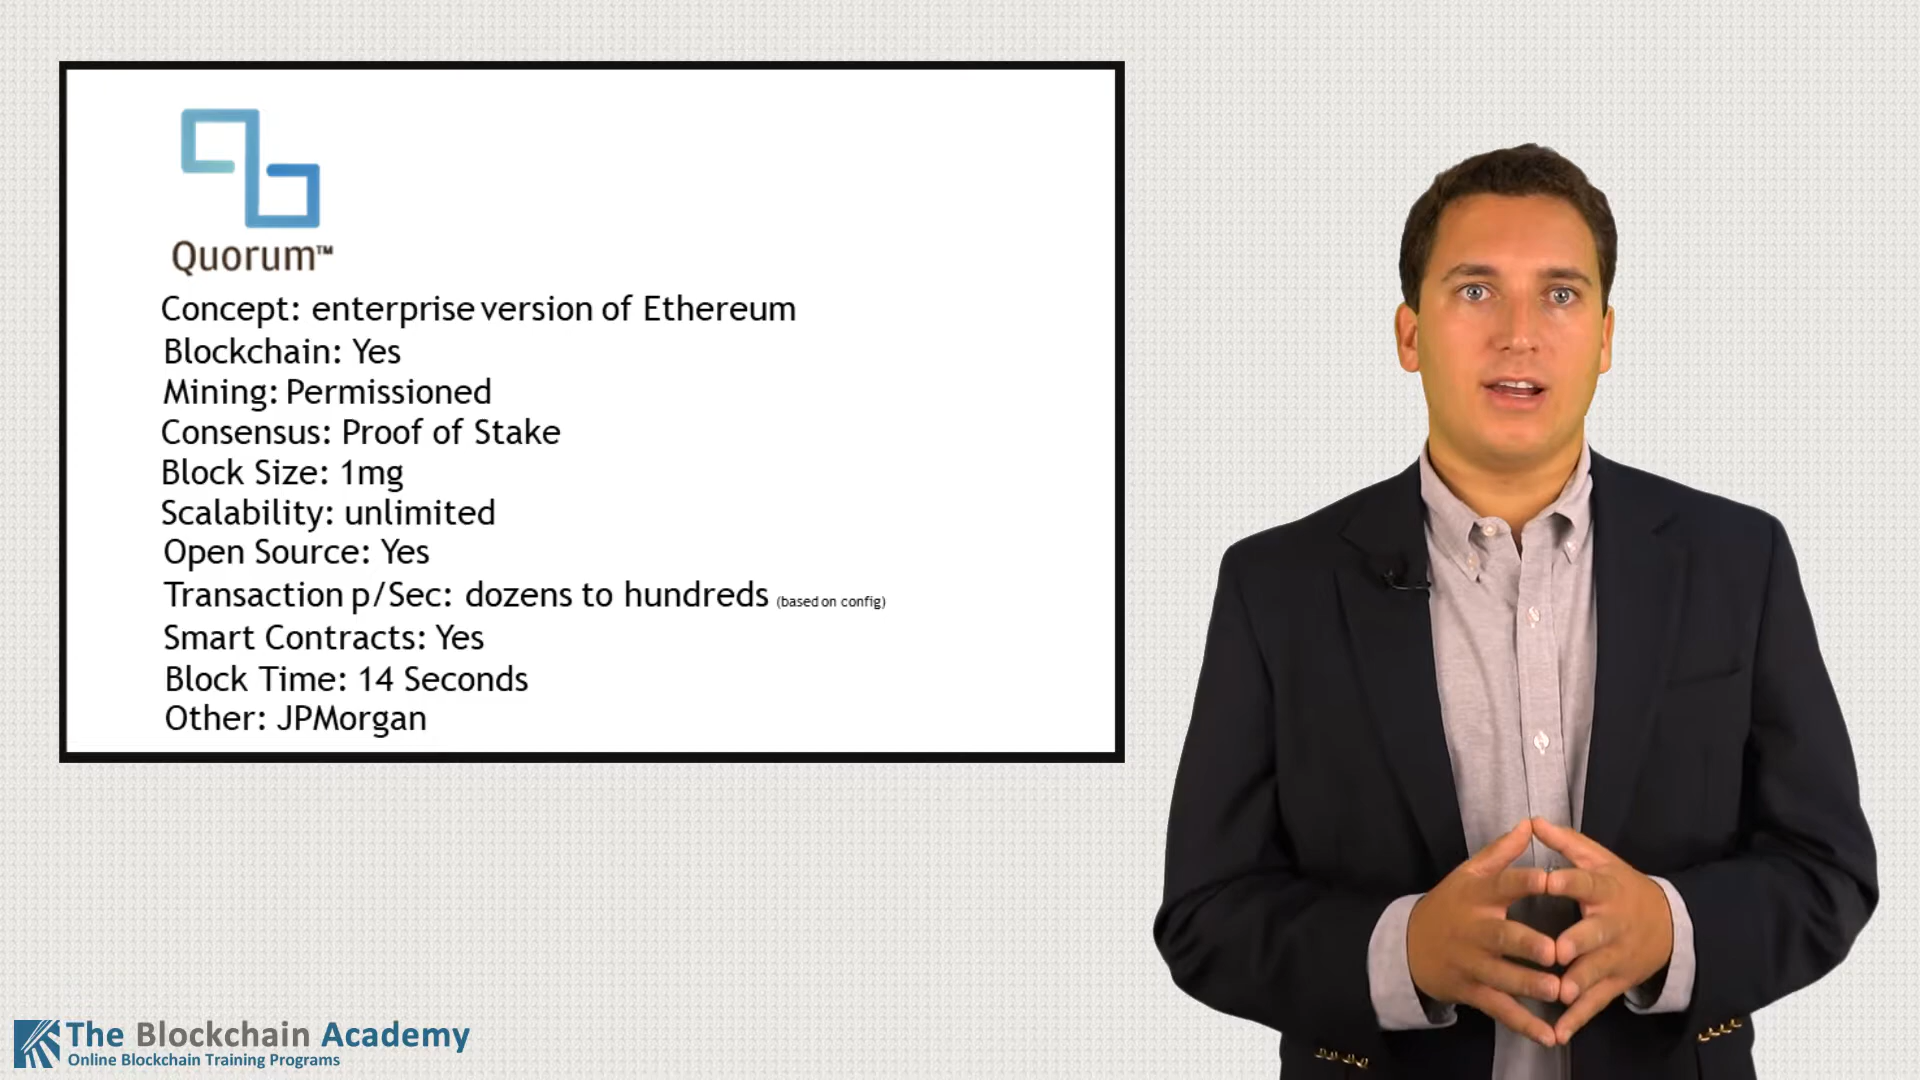 Quorum™
Concept: enterprise version of Ethereum
Blockchain: Yes
Mining: Permissioned
Consensus: Proof of Stake
Block Size: 1mg
Scalability: unlimited
Open Source: Yes
Transaction p/Sec: dozens to hundreds (based on config)
Smart Contracts: Yes
Block Time: 14 Seconds
Other: JPMorgan
The Blockchain Academy
Online Blockchain Training Programs